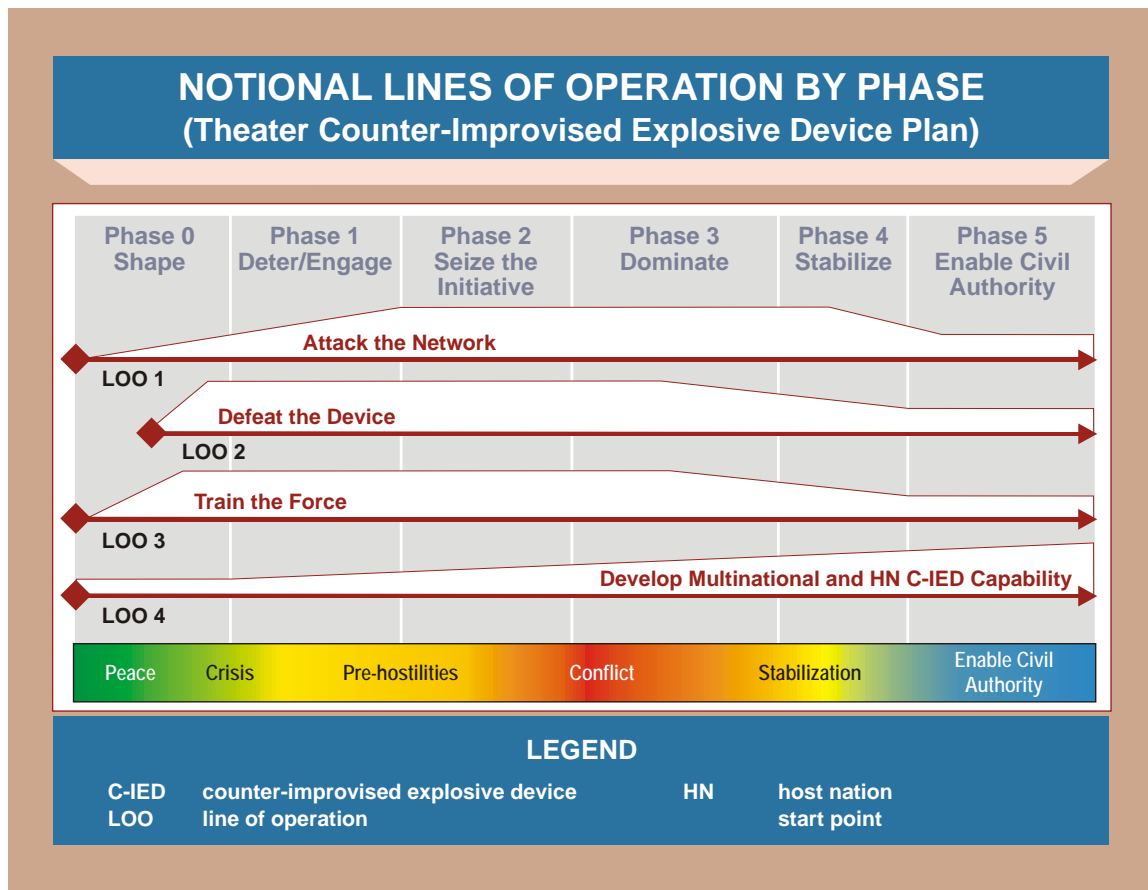 NOTIONAL LINES OF OPERATION BY PHASE
(Theater Counter-Improvised Explosive Device Plan)
Phase 0
Shape
Phase 1
Deter/Engage
Phase 2
Seize the
Initiative
Phase 3
Dominate
Phase 4
Stabilize
Phase 5
Enable Civil
Authority
Attack the Network
LOO 1
Defeat the Device
LOO 2
Train the Force
LOO 3
Develop Multinational and HN C-IED Capability
LOO 4
Peace
Crisis
Pre-hostilities
Conflict
Stabilization
Enable Civil
Authority
LEGEND
C-IED counter-improvised explosive device
LOO line of operation
HN host nation
start point